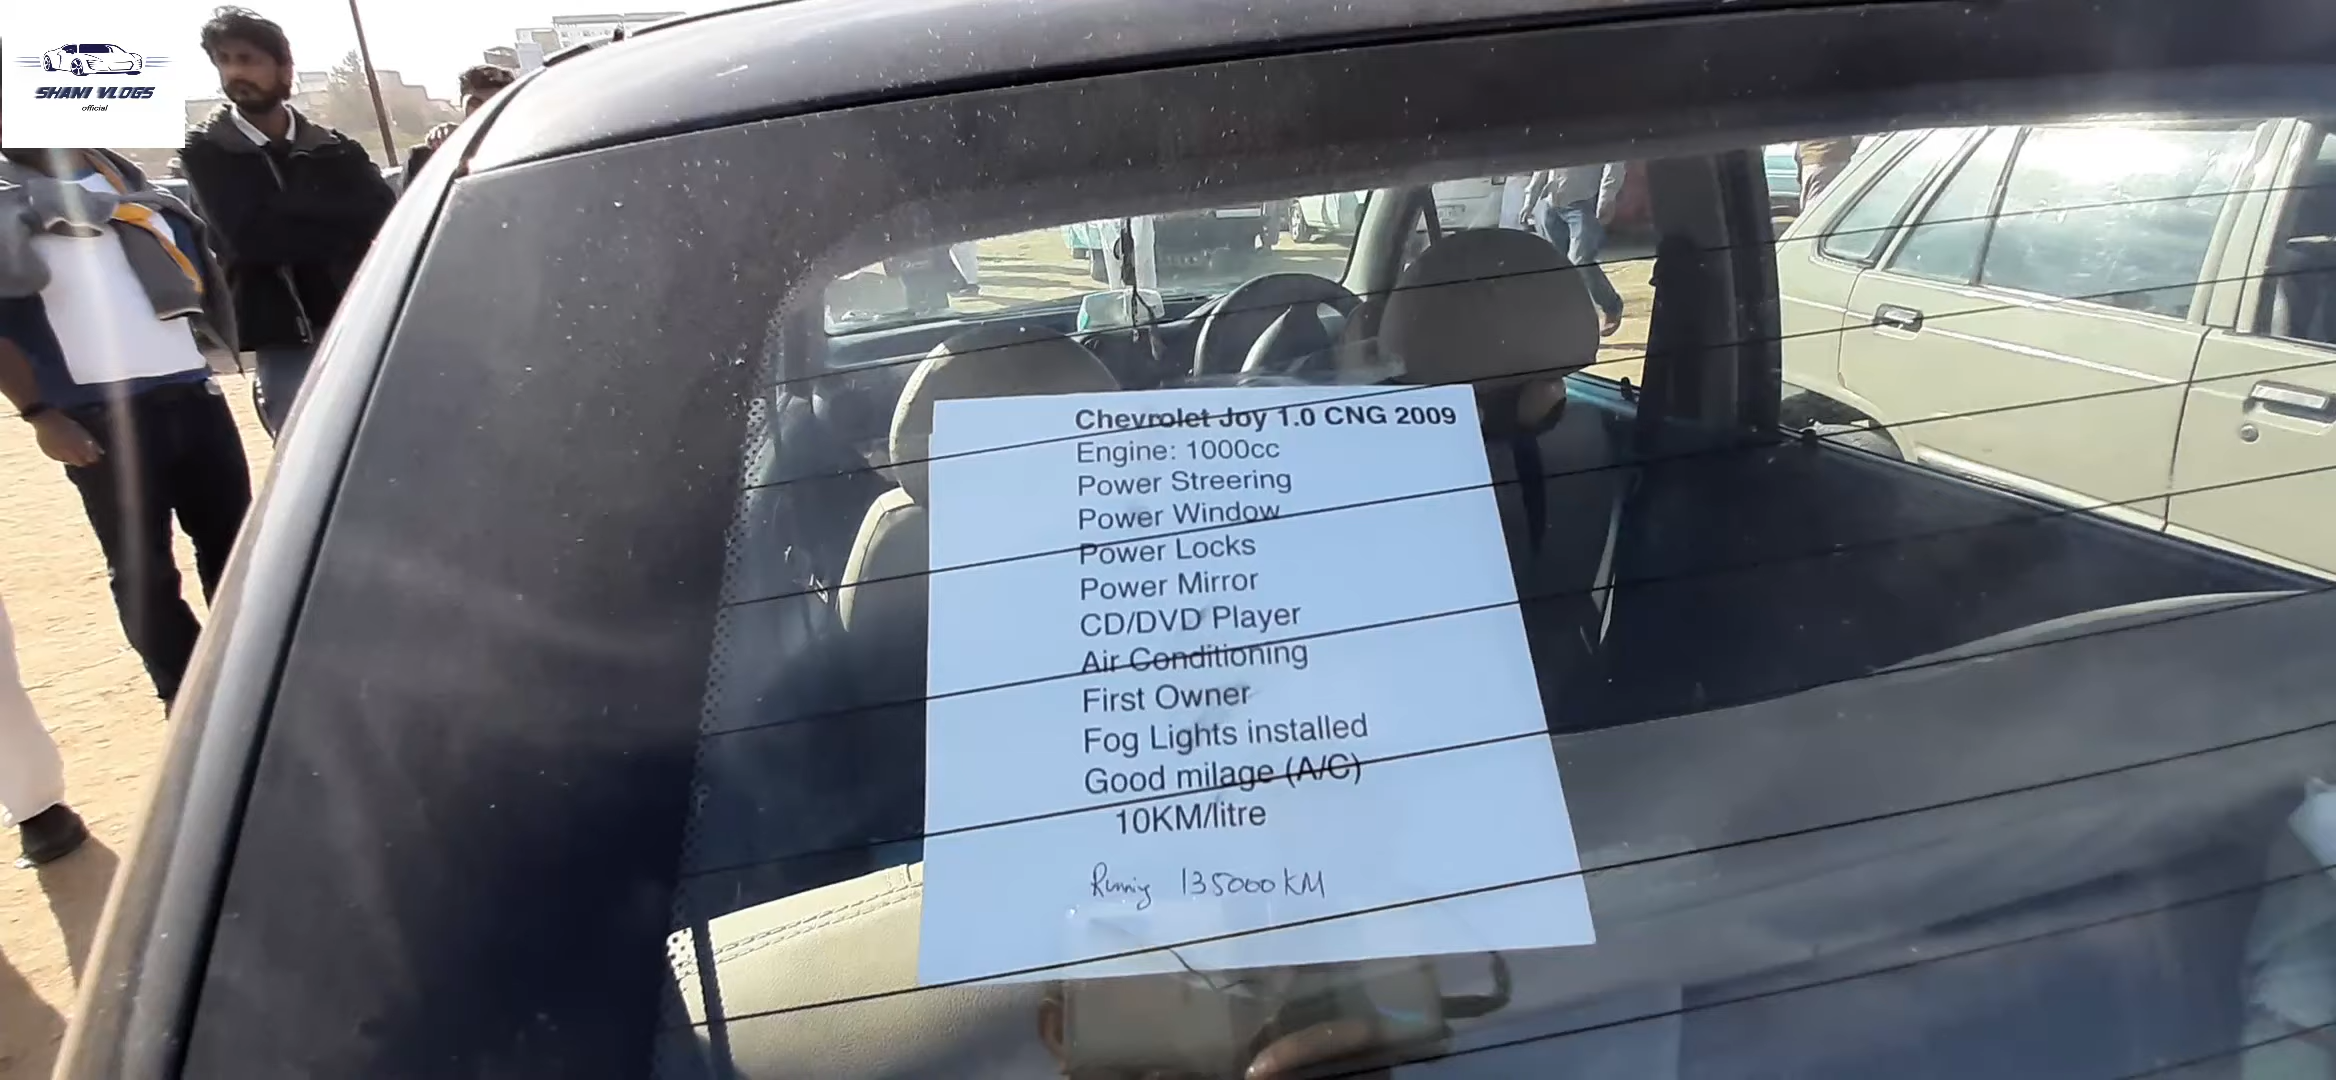 SHANI VLOGS
official
Chevrolet Joy 1.0 CNG 2009
Engine: 1000cc
Power Streering
Power Window
Power Locks
Power Mirror
CD/DVD Player
Air Conditioning
First Owner
Fog Lights installed
Good milage (A/C)
10KM/litre
Runnig 135000 KM